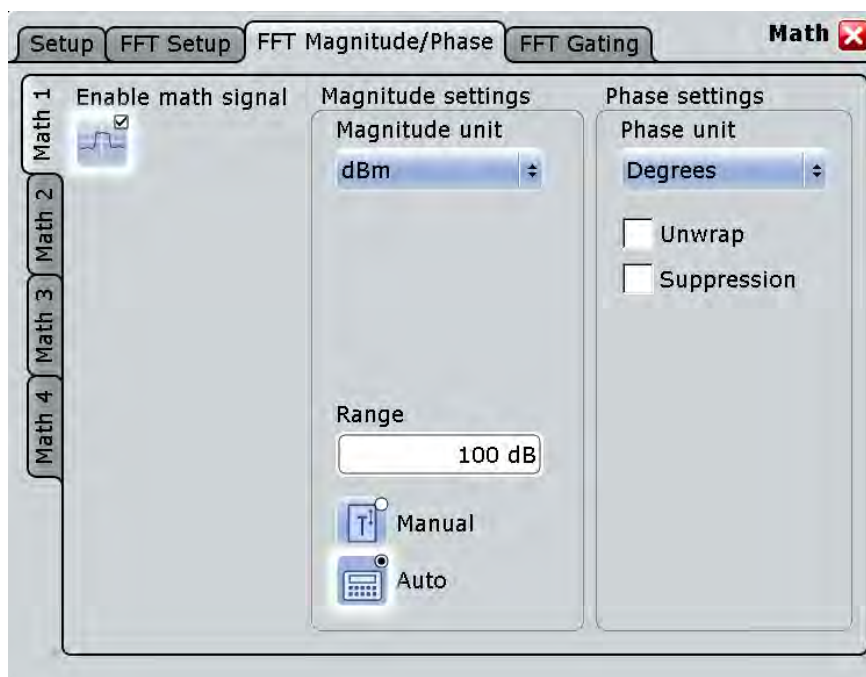 Setup
FFT Setup
FFT Magnitude/Phase
FFT Gating
Math
Math 1
Math 2
Math 3
Math 4
Enable math signal
Magnitude settings
Magnitude unit
dBm
Range
100 dB
Manual
Auto
Phase settings
Phase unit
Degrees
Unwrap
Suppression